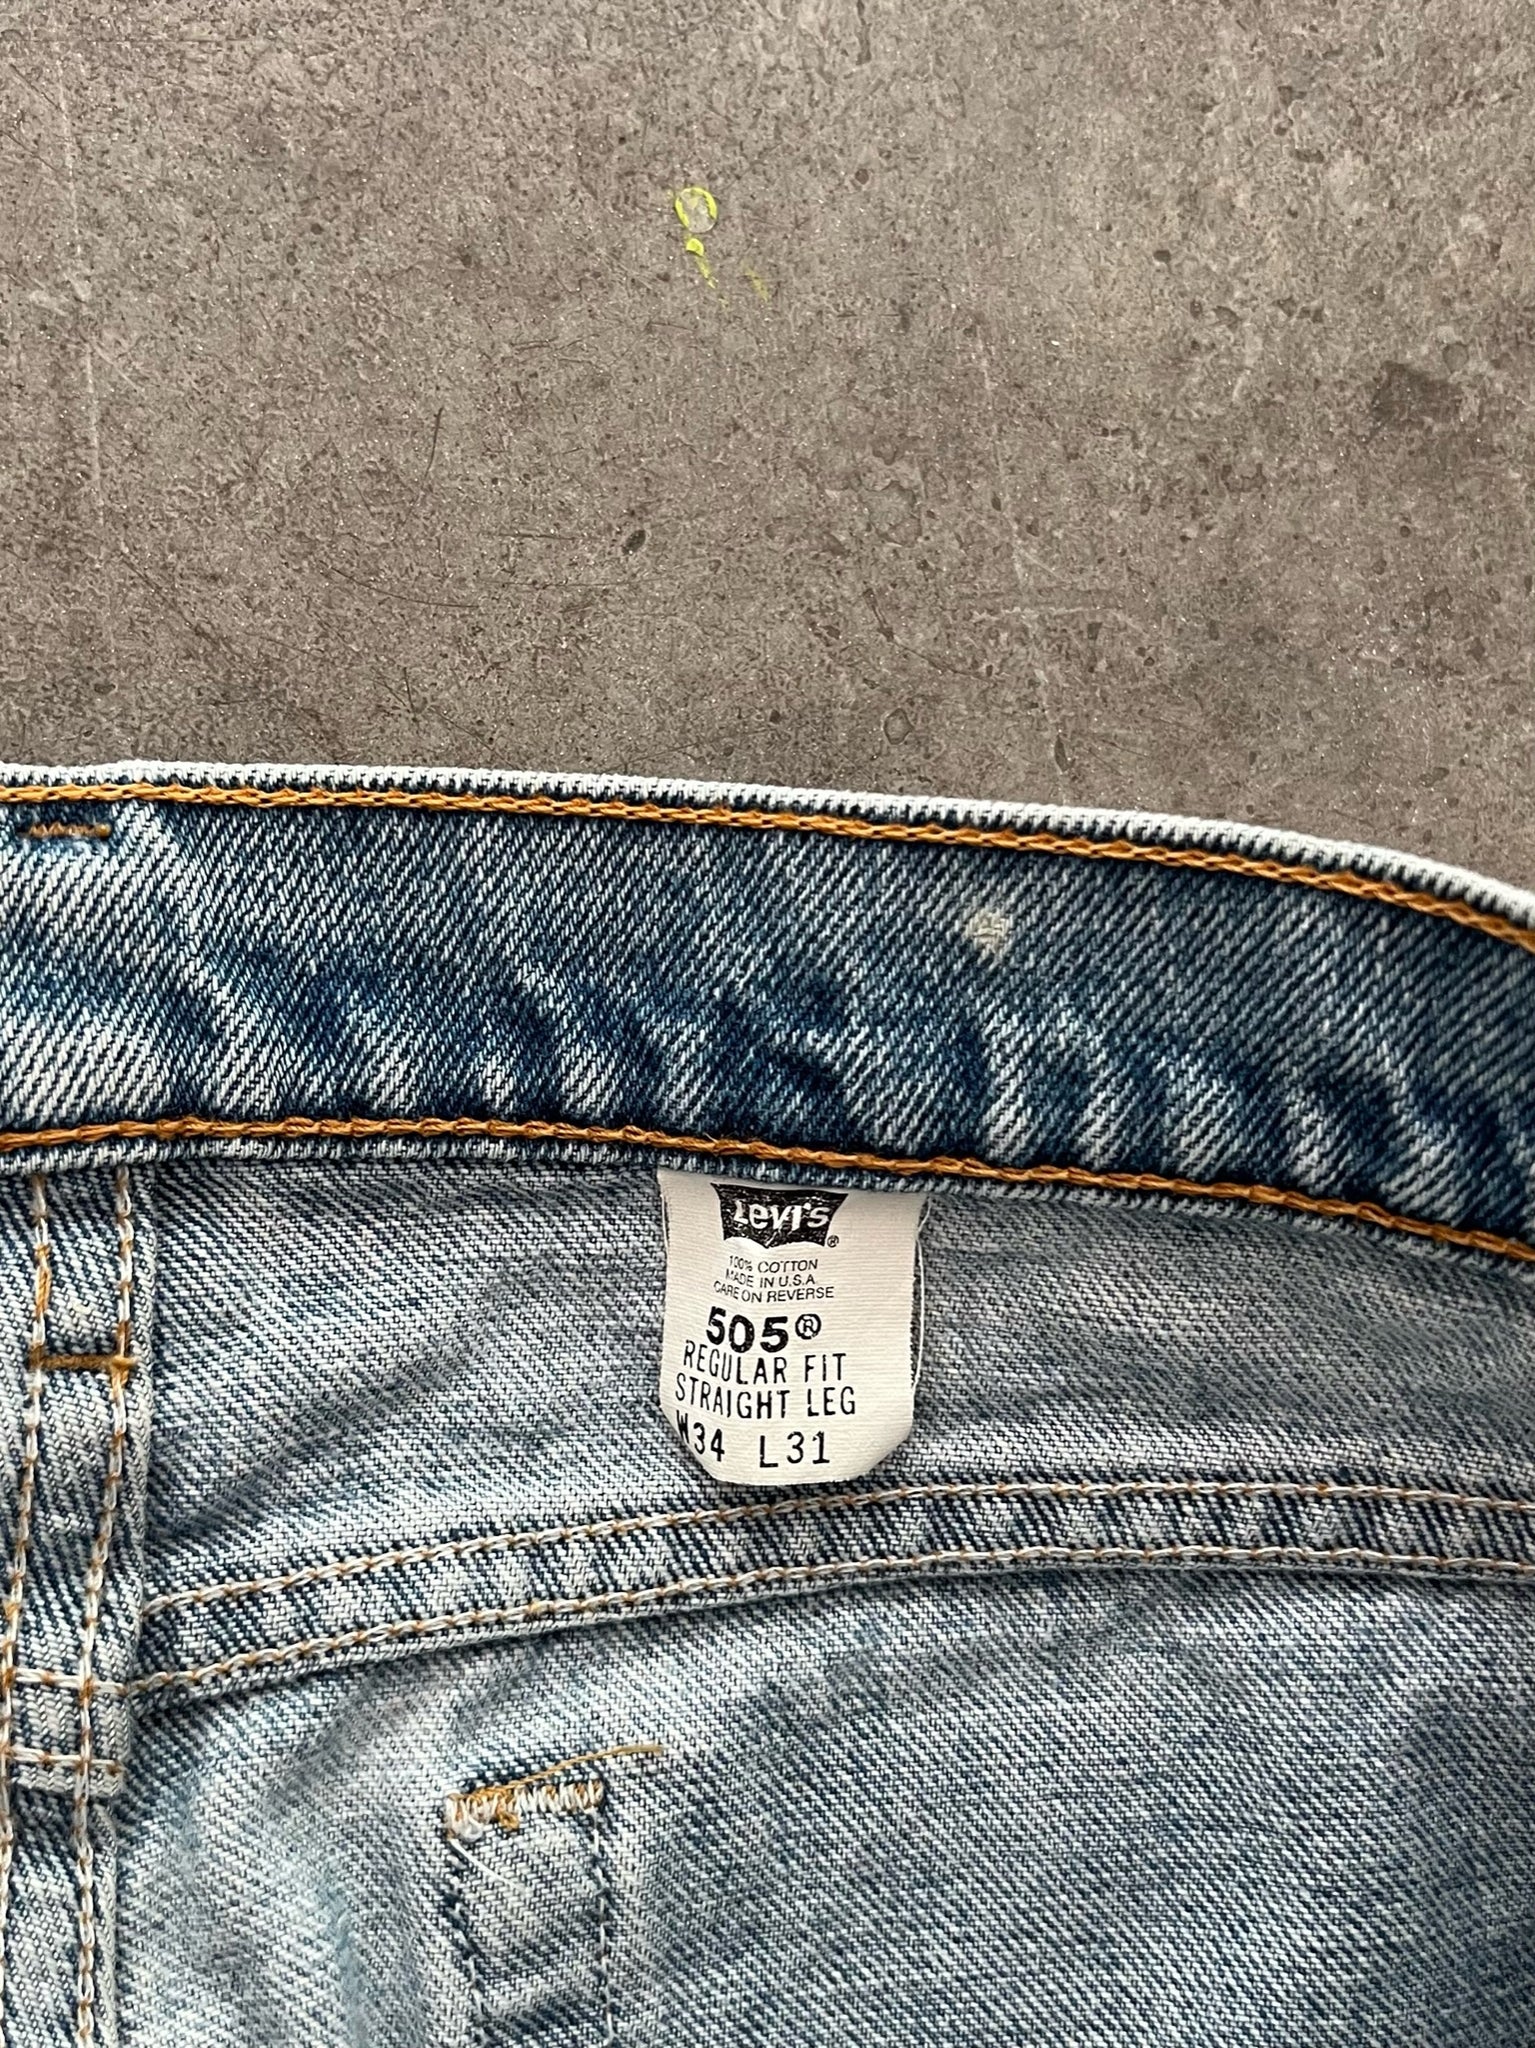 Levi's®
100% COTTON
MADE IN U.S.A
CARE ON REVERSE
505®
REGULAR FIT
STRAIGHT LEG
W34 L31